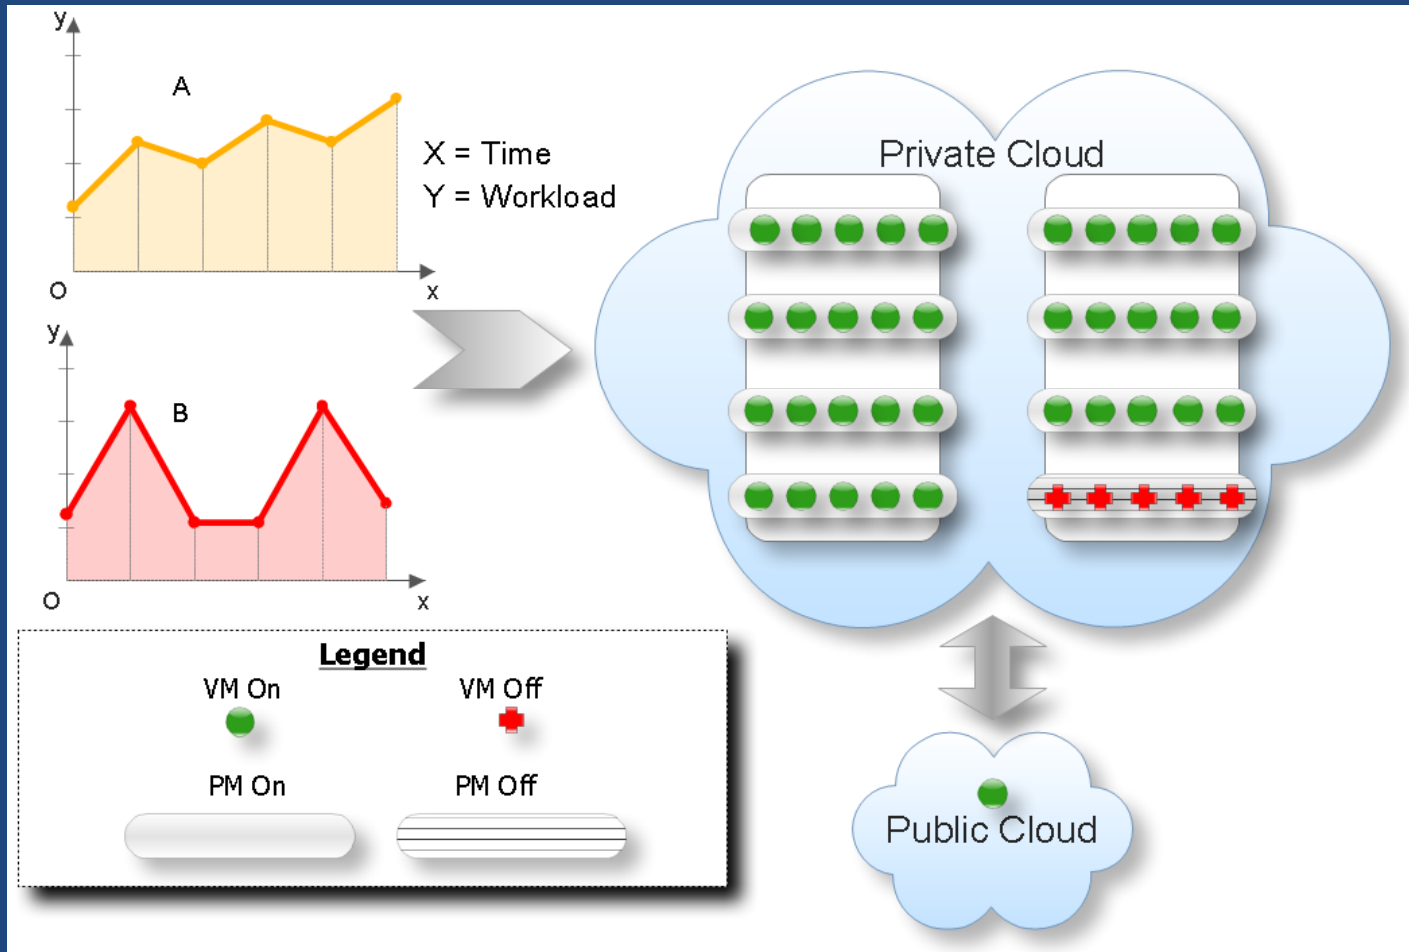 y
A
X = Time
Y = Workload
O
x
y
B
O
x
Private Cloud
Legend
VM On
VM Off
PM On
PM Off
Public Cloud